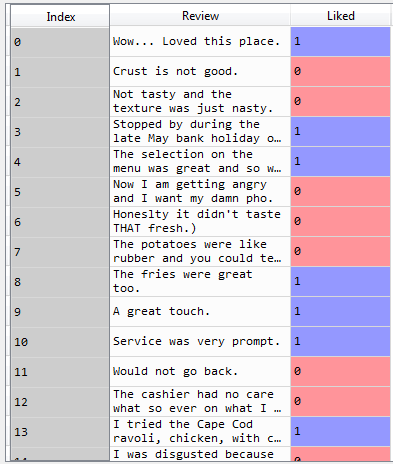 Index Review Liked
0 Wow... Loved this place. 1
1 Crust is not good. 0
2 Not tasty and the
texture was just nasty. 0
3 Stopped by during the
late May bank holiday o… 1
4 The selection on the
menu was great and so w… 1
5 Now I am getting angry
and I want my damn pho. 0
6 Honeslty it didn't taste
THAT fresh.) 0
7 The potatoes were like
rubber and you could te… 0
8 The fries were great
too. 1
9 A great touch. 1
10 Service was very prompt. 1
11 Would not go back. 0
12 The cashier had no care
what so ever on what I … 0
13 I tried the Cape Cod
ravoli, chicken, with c… 1
14 I was disgusted because 0